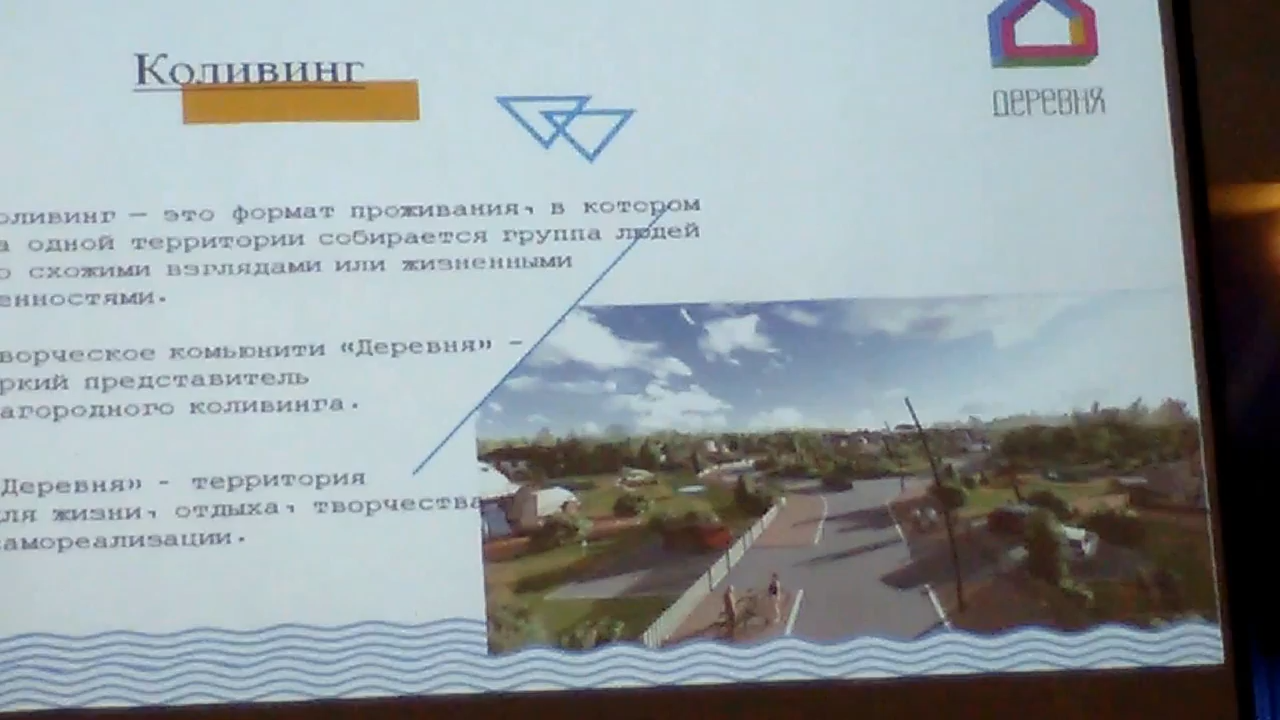 Коливинг
ДЕРЕВНЯ
оливинг — это формат проживания, в котором
а одной территории собирается группа людей
о схожими взглядами или жизненными
енностями.
ворческое комьюнити «Деревня» -
ркий представитель
агородного коливинга.
Деревня» - территория
ля жизни, отдыха, творчества
амореализации.